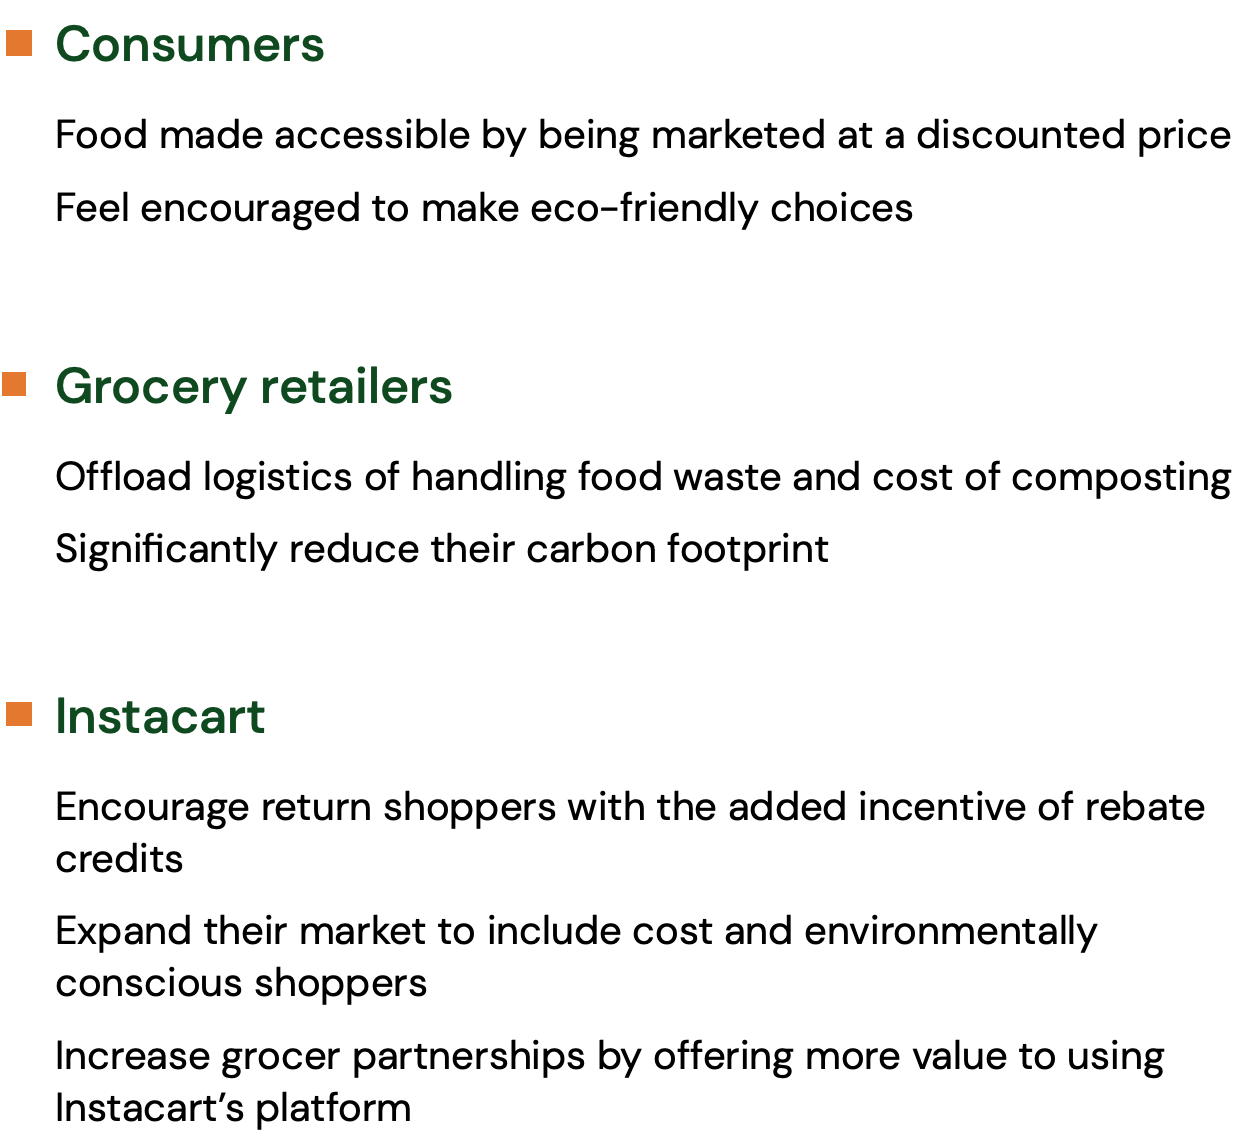 Consumers
Food made accessible by being marketed at a discounted price
Feel encouraged to make eco-friendly choices
Grocery retailers
Offload logistics of handling food waste and cost of composting
Significantly reduce their carbon footprint
Instacart
Encourage return shoppers with the added incentive of rebate
credits
Expand their market to include cost and environmentally
conscious shoppers
Increase grocer partnerships by offering more value to using
Instacart’s platform